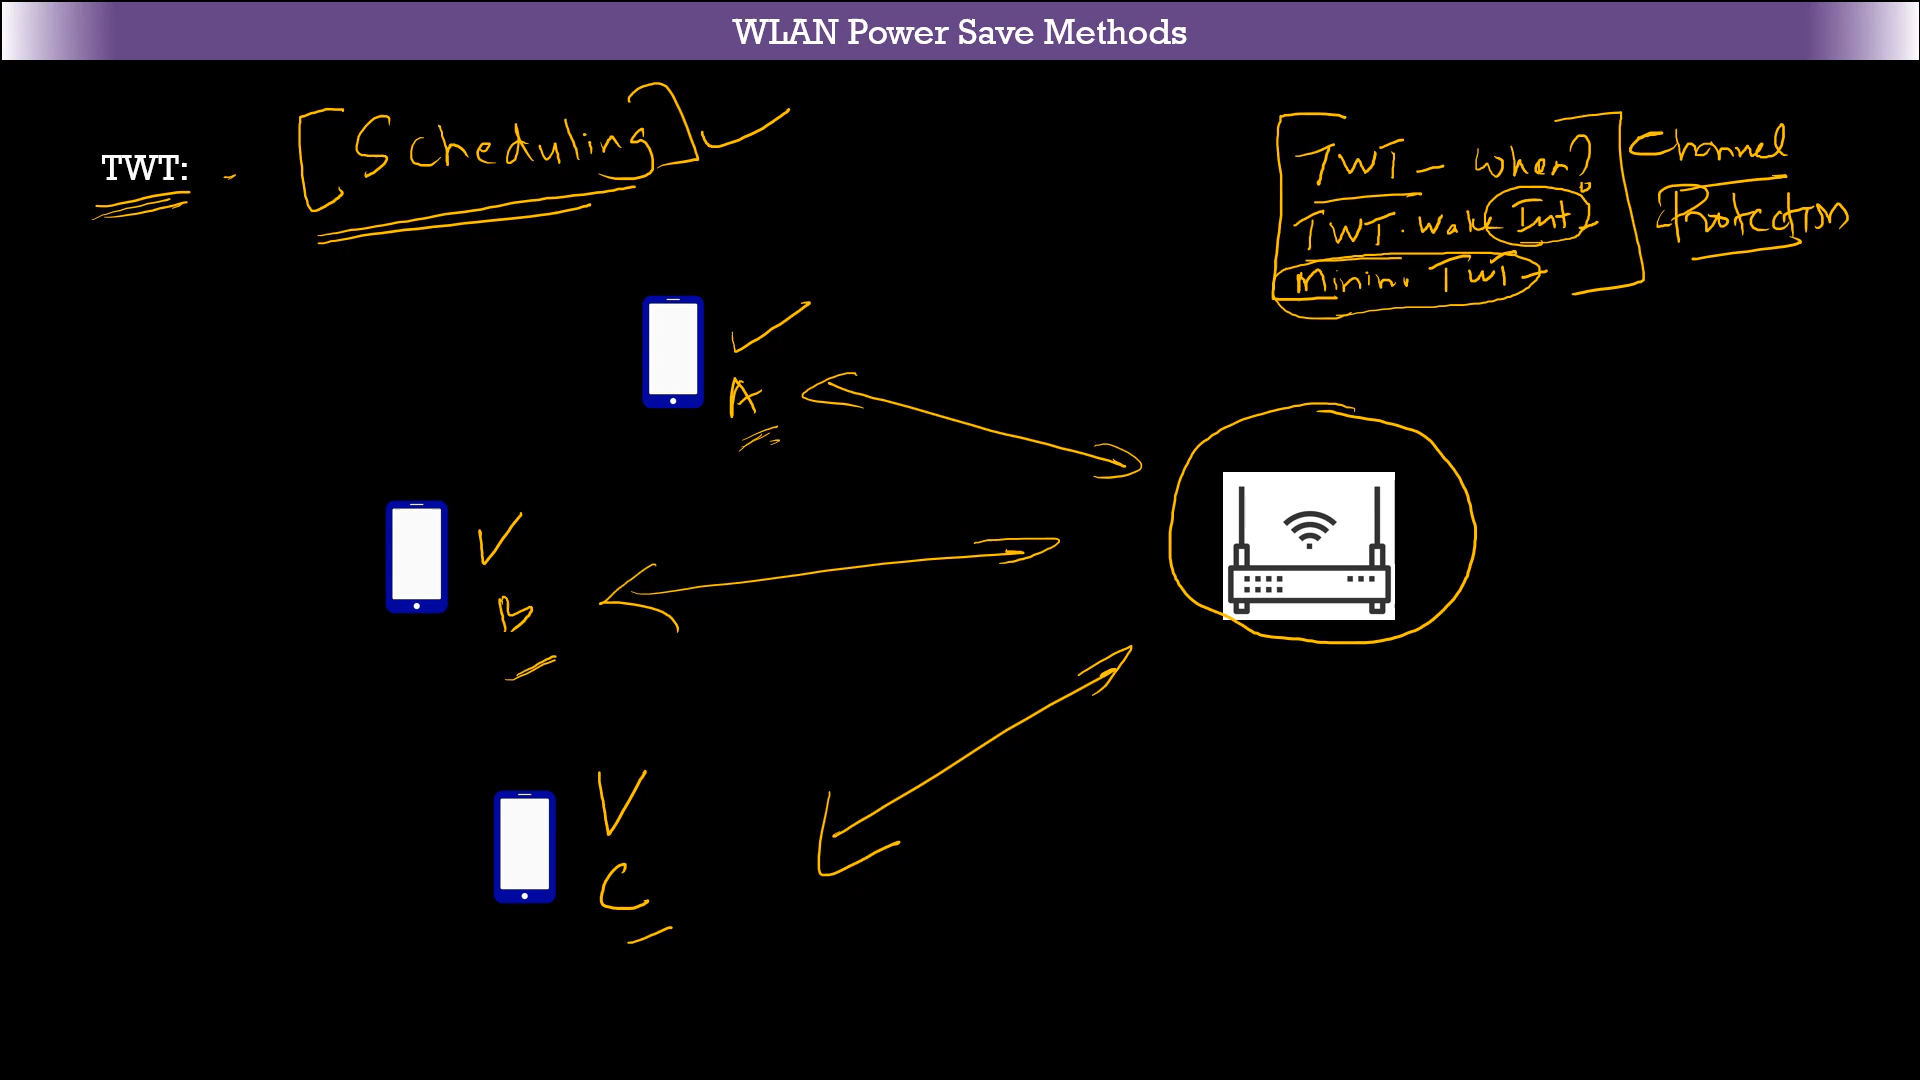 WLAN Power Save Methods
TWT: - [Scheduling]
TWT - When?
TWT. Wake Int -
Minim. TWT -
Channel
Protection
A
B
C